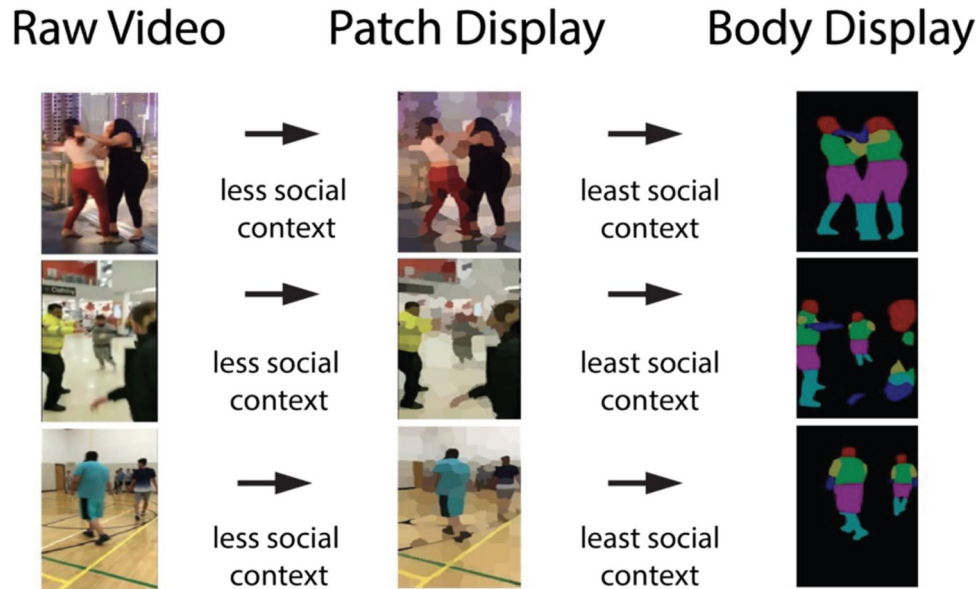 Raw Video
Patch Display
Body Display
less social
context
least social
context
less social
context
least social
context
less social
context
least social
context